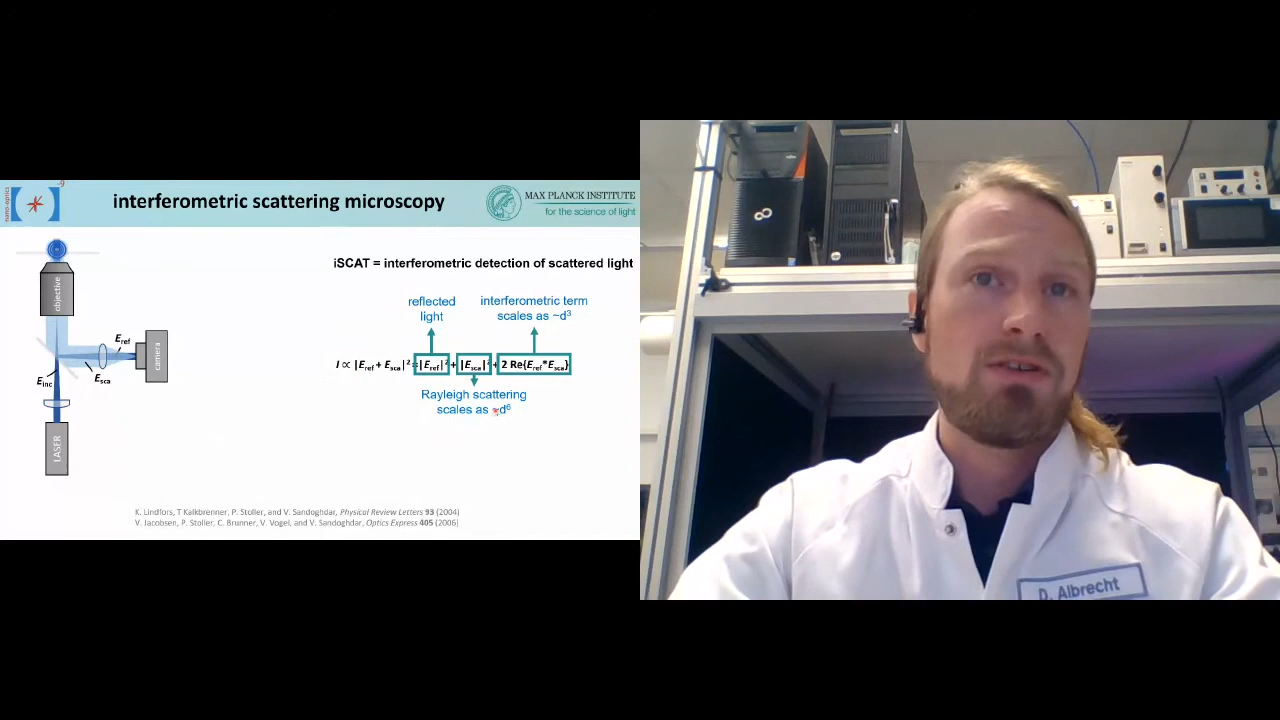 nano-optics
-9
interferometric scattering microscopy
MAX PLANCK INSTITUTE
for the science of light
iSCAT = interferometric detection of scattered light
reflected
light
interferometric term
scales as ~d³
I ∝ |Eref + Esca|² = |Eref|² + |Esca|² + 2 Re{Eref*Esca}
Rayleigh scattering
scales as ~d⁶
objective
Eref
camera
Esca
Einc
LASER
K. Lindfors, T Kalkbrenner, P. Stoller, and V. Sandoghdar, Physical Review Letters 93 (2004)
V. Jacobsen, P. Stoller, C. Brunner, V. Vogel, and V. Sandoghdar, Optics Express 405 (2006)
D. Albrecht